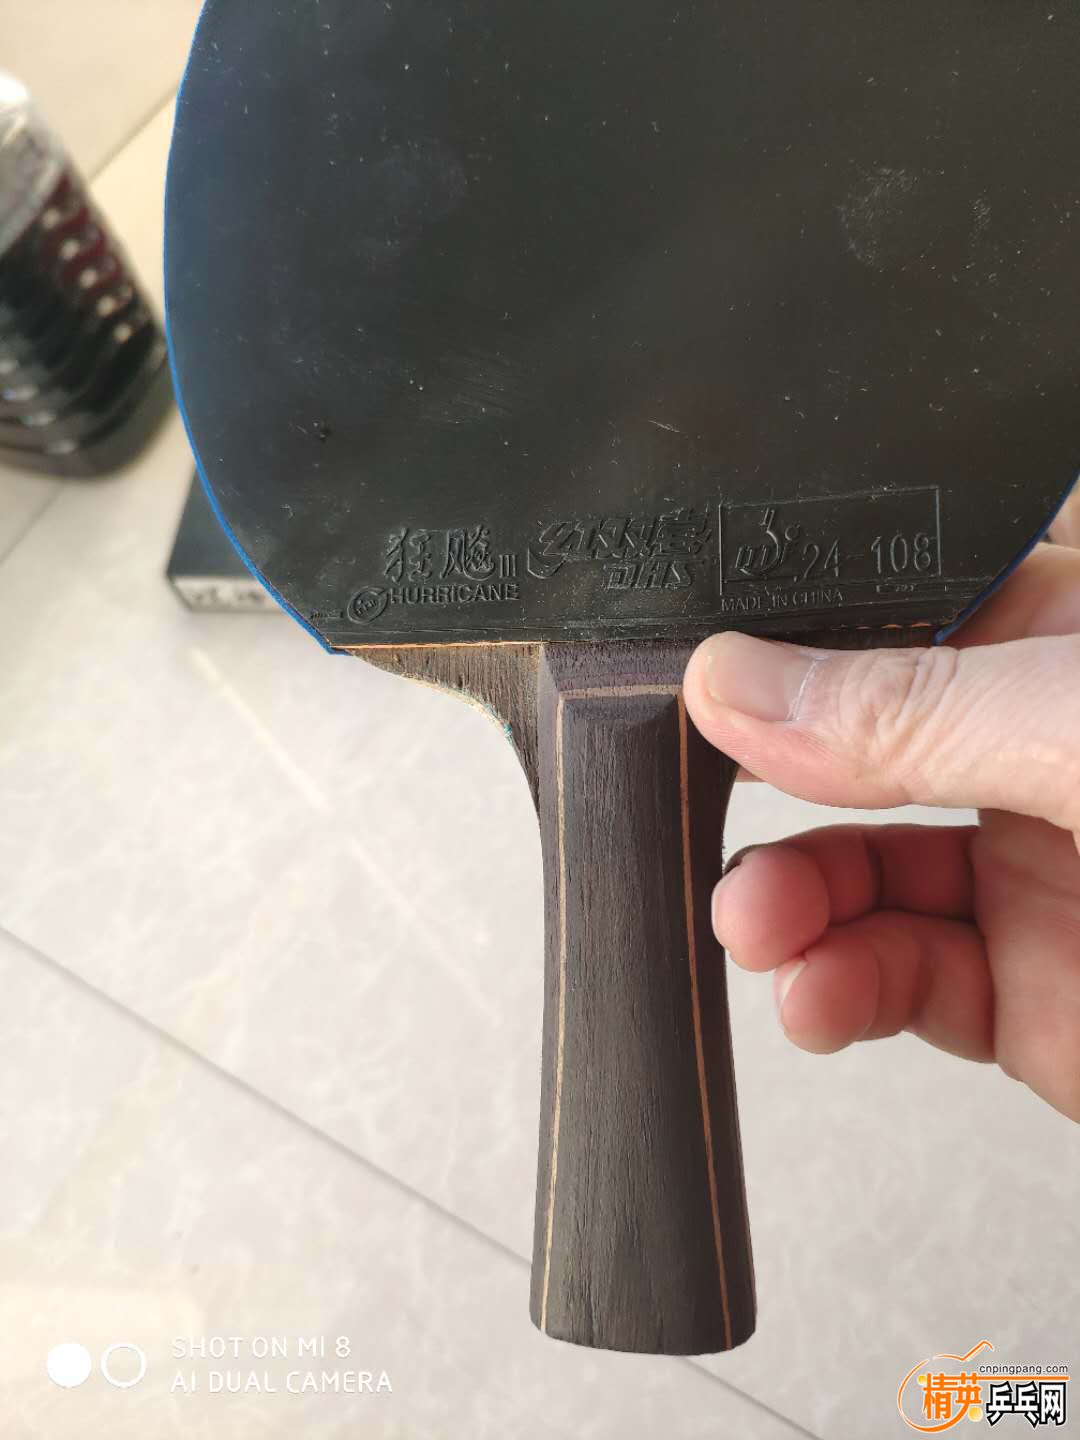 狂飚III 红双喜 24-108
HURRICANE DHS
MADE IN CHINA
SHOT ON MI 8
AI DUAL CAMERA
cnpingpang.com
精英乒乓网